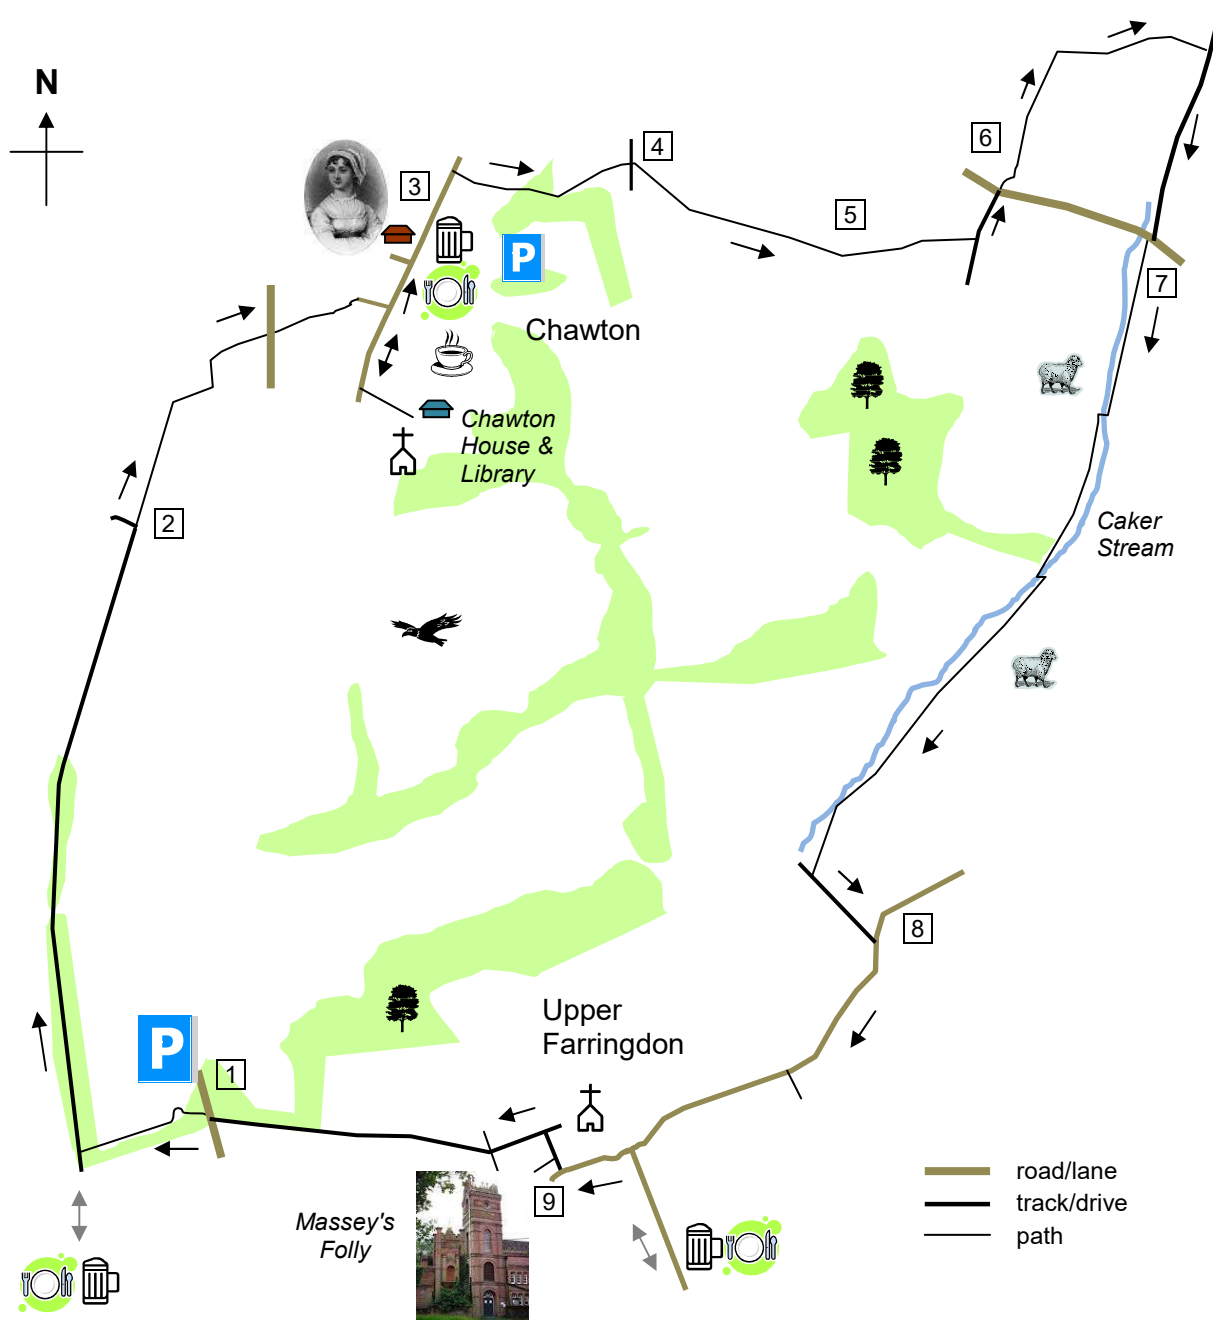 N
6
4
3
5
P
7
Chawton
Chawton
House &
Library
2
Caker
Stream
8
Upper
Farringdon
P
1
9
Massey's
Folly
road/lane
track/drive
path